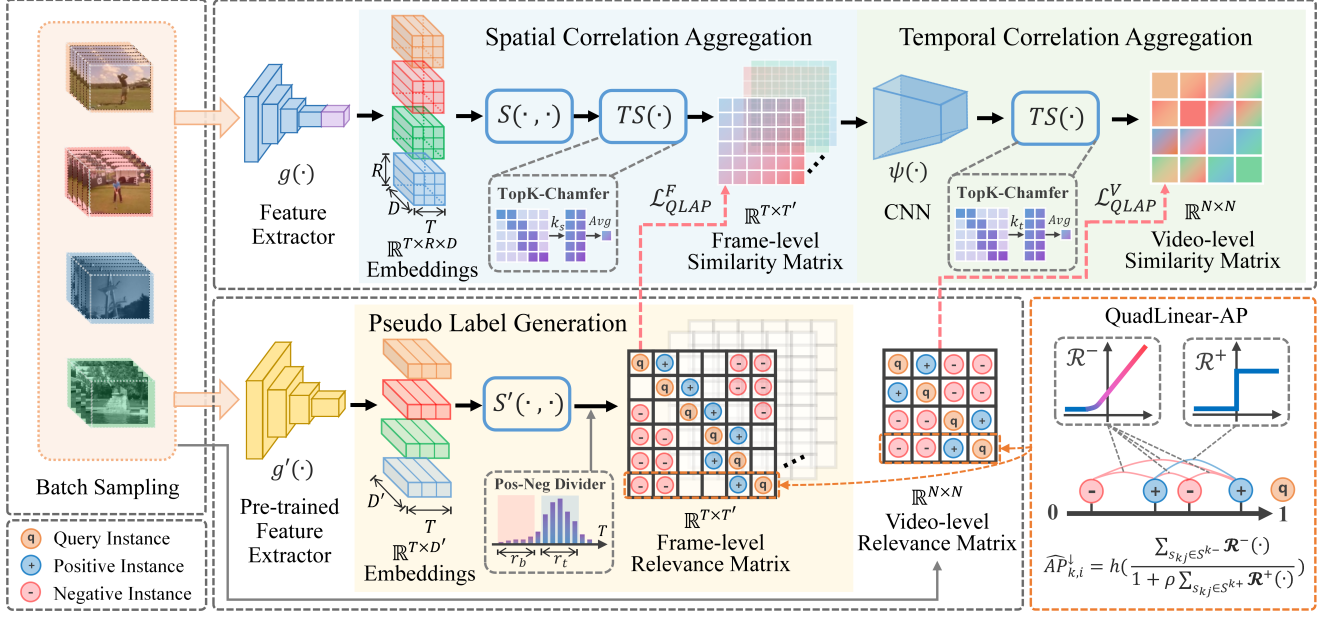 Batch Sampling
q Query Instance
+ Positive Instance
- Negative Instance
g(·)
Feature
Extractor
R
D
T
ℝ^{T×R×D}
Embeddings
Spatial Correlation Aggregation
S(· , ·)
TS(·)
TopK-Chamfer
k_s
Avg
ℒ^F_{QLAP}
ℝ^{T×T′}
Frame-level
Similarity Matrix
Temporal Correlation Aggregation
ψ(·)
CNN
TS(·)
TopK-Chamfer
k_t
Avg
ℒ^V_{QLAP}
ℝ^{N×N}
Video-level
Similarity Matrix
g′(·)
Pre-trained
Feature
Extractor
Pseudo Label Generation
D′
T
ℝ^{T×D′}
Embeddings
S′(· , ·)
Pos-Neg Divider
T
r_b
r_t
q + - -
q + - -
- q + -
- - q +
- - + q
- - + q
ℝ^{T×T′}
Frame-level
Relevance Matrix
q + - -
+ q - -
- - q +
- - + q
ℝ^{N×N}
Video-level
Relevance Matrix
QuadLinear-AP
ℛ⁻
ℛ⁺
- + - + q
0
1
\widehat{AP}^↓_{k,i} = h(\frac{∑_{s_{kj}∈S^{k-}} ℛ⁻(·)}{1 + ρ ∑_{s_{kj}∈S^{k+}} ℛ⁺(·)})